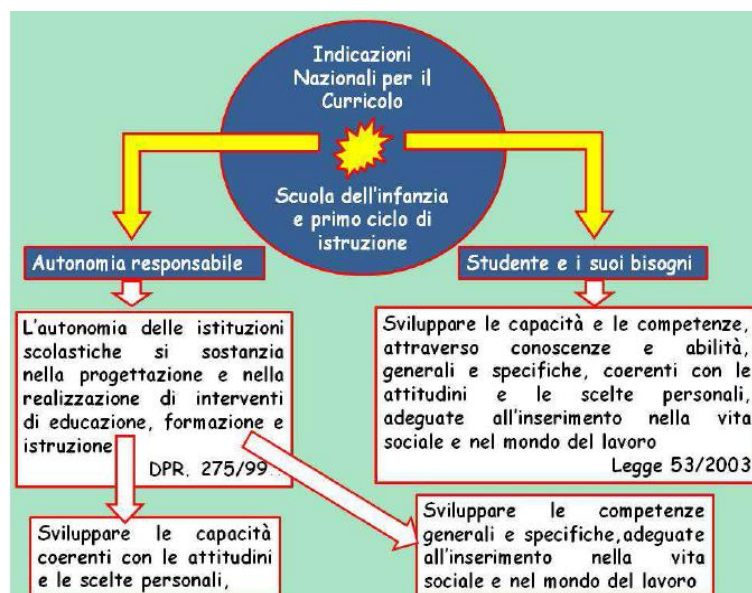 Indicazioni
Nazionali per il
Curricolo
Scuola dell'infanzia
e primo ciclo di
istruzione
Autonomia responsabile
Studente e i suoi bisogni
L'autonomia delle istituzioni
scolastiche si sostanzia
nella progettazione e nella
realizzazione di interventi
di educazione, formazione e
istruzione
DPR. 275/99..
Sviluppare le capacità e le competenze,
attraverso conoscenze e abilità,
generali e specifiche, coerenti con le
attitudini e le scelte personali,
adeguate all'inserimento nella vita
sociale e nel mondo del lavoro
Legge 53/2003
Sviluppare le capacità
coerenti con le attitudini
e le scelte personali,
Sviluppare le competenze
generali e specifiche,adeguate
all'inserimento nella vita
sociale e nel mondo del lavoro